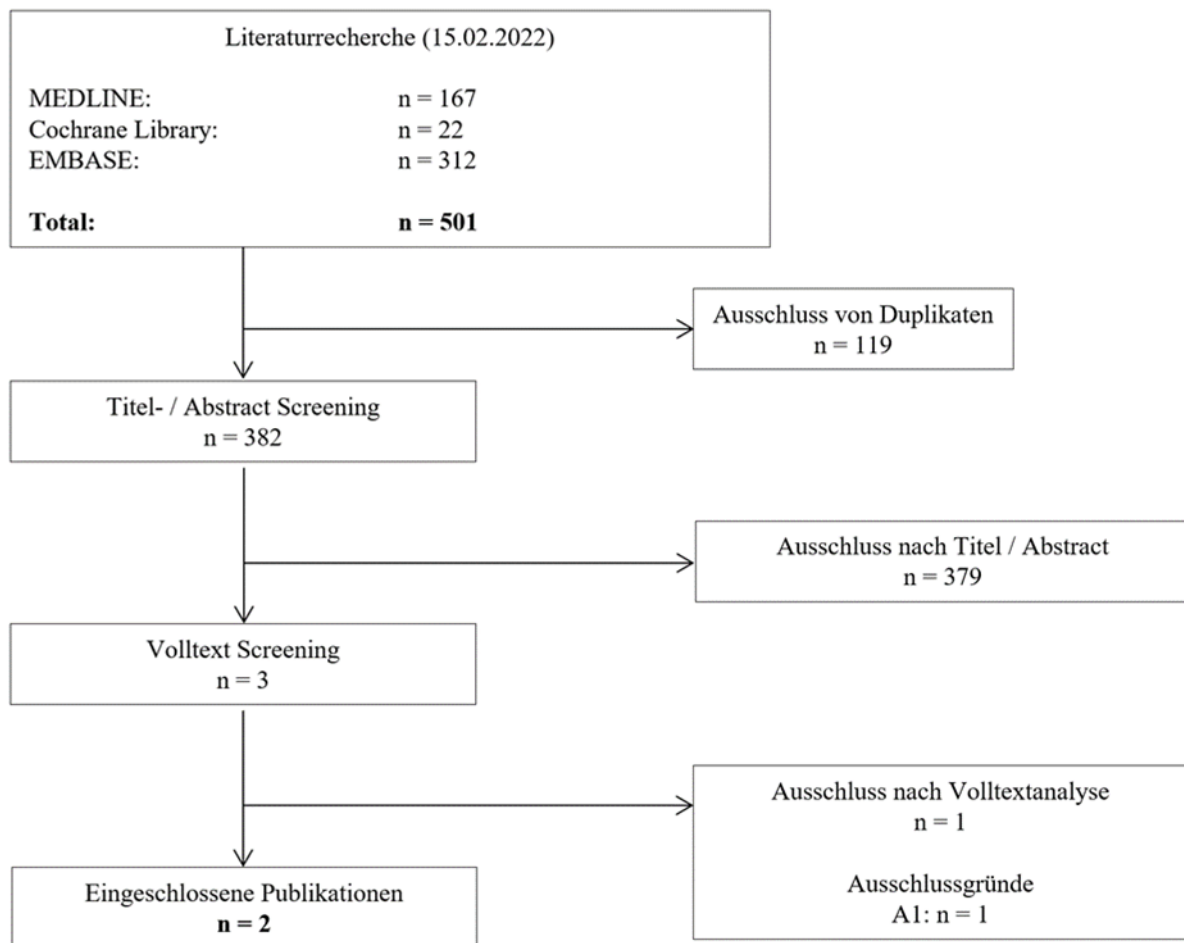 Literaturrecherche (15.02.2022)
MEDLINE: n = 167
Cochrane Library: n = 22
EMBASE: n = 312
Total: n = 501
Ausschluss von Duplikaten
n = 119
Titel- / Abstract Screening
n = 382
Ausschluss nach Titel / Abstract
n = 379
Volltext Screening
n = 3
Ausschluss nach Volltextanalyse
n = 1
Ausschlussgründe
A1: n = 1
Eingeschlossene Publikationen
n = 2